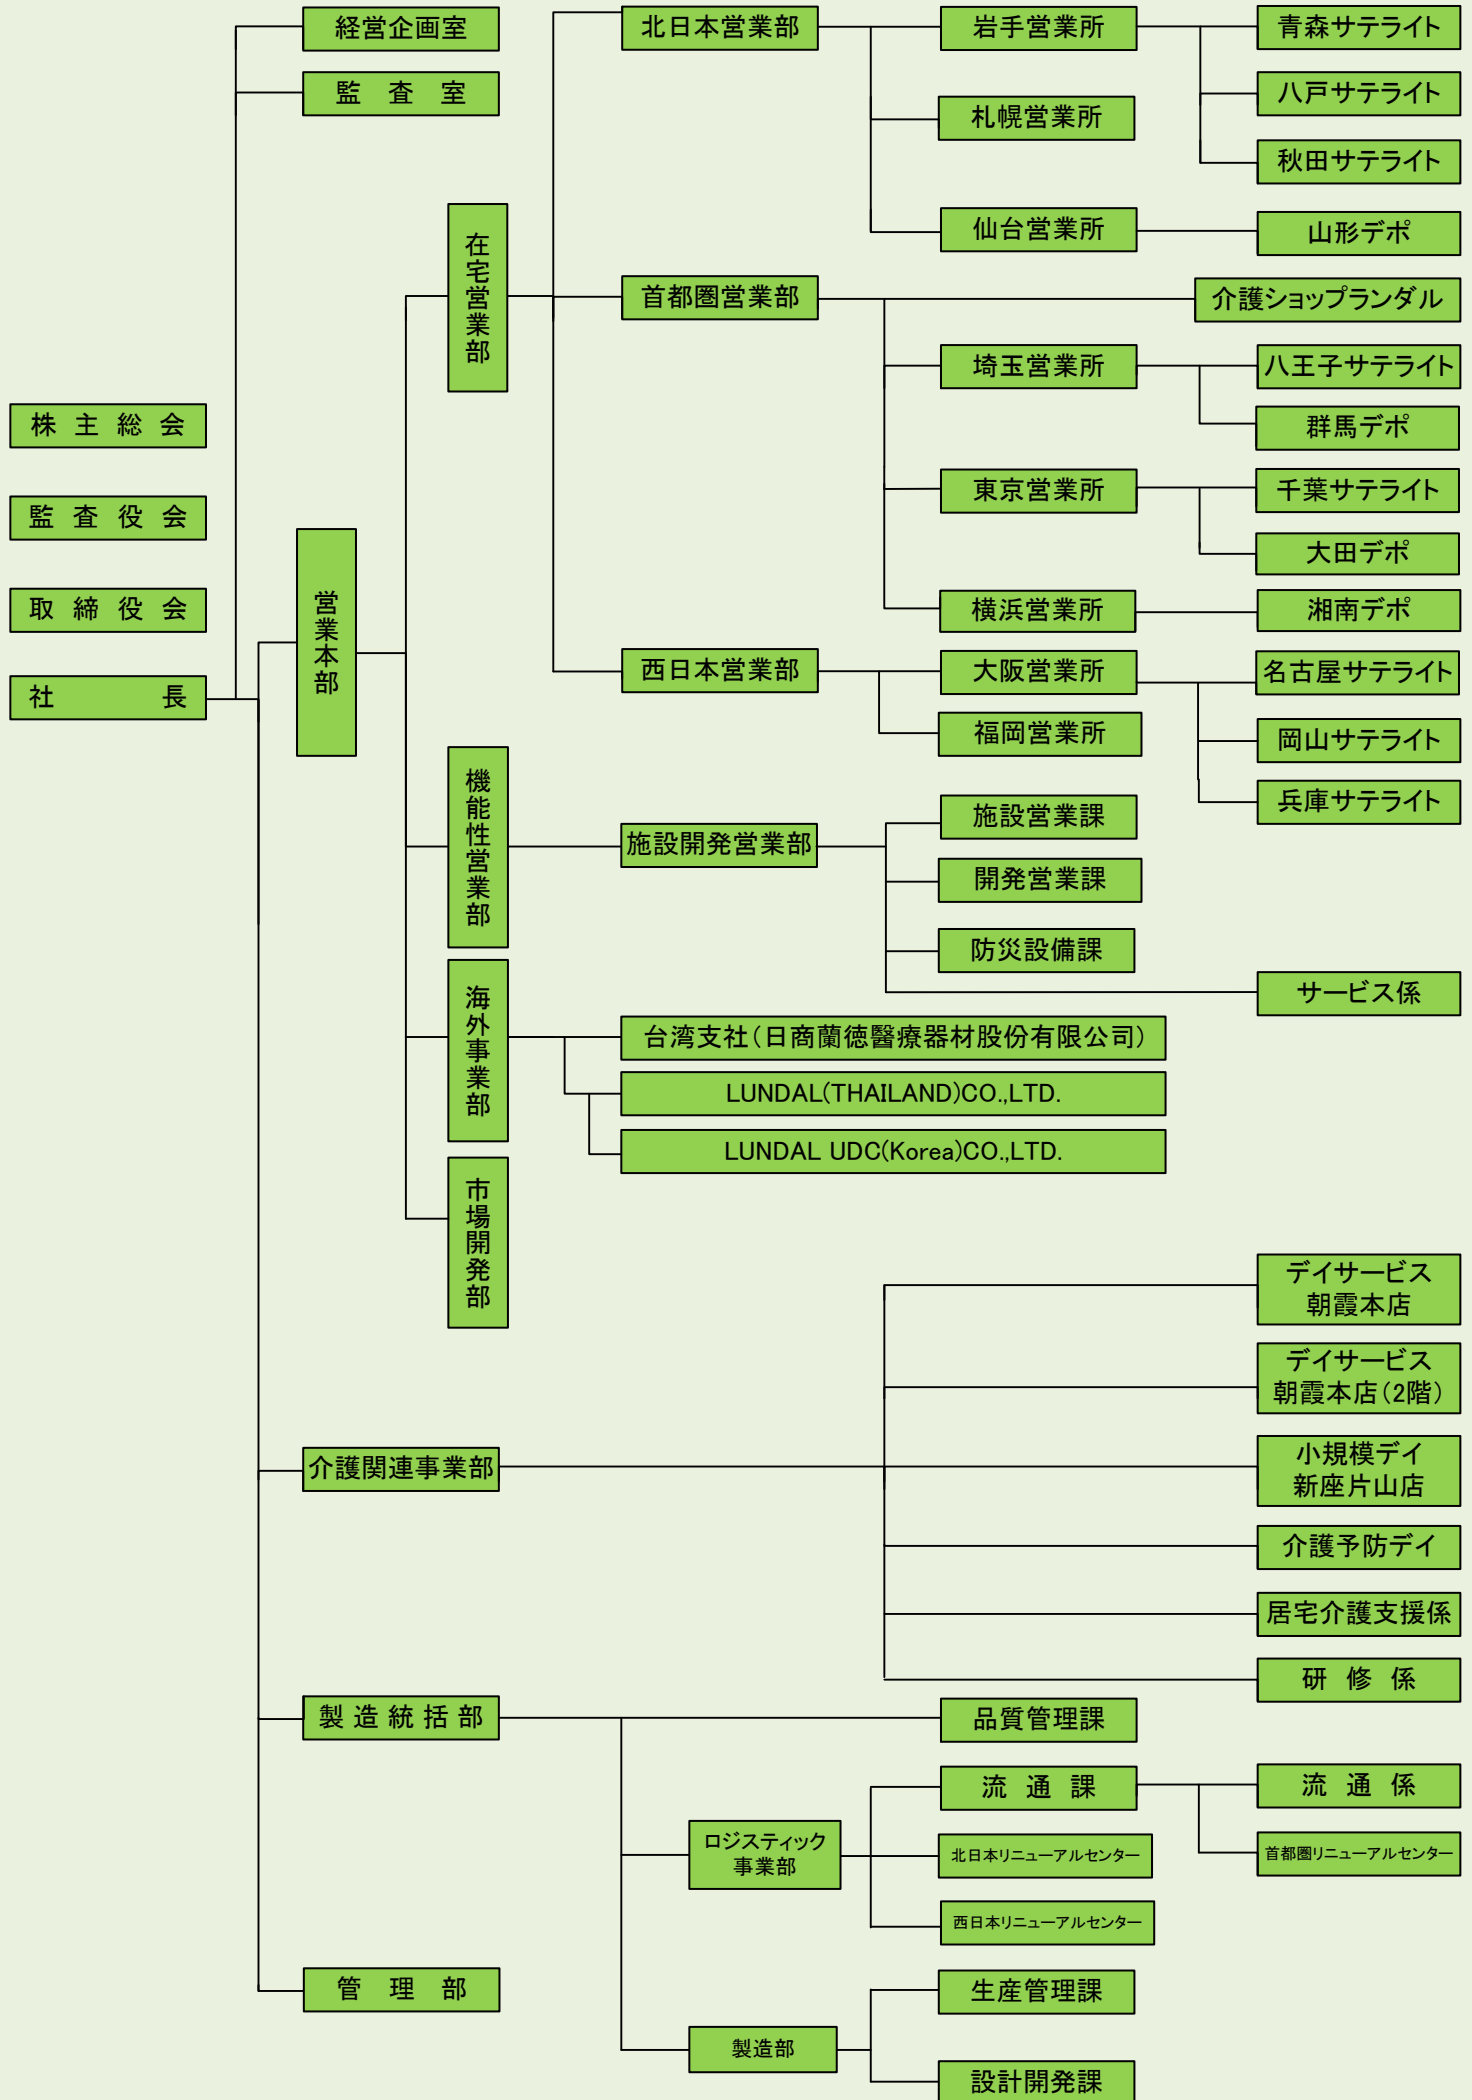 経営企画室
監　査　室
株 主 総 会
監 査 役 会
取 締 役 会
社　　　　長
営業本部
在宅営業部
北日本営業部
岩手営業所
青森サテライト
八戸サテライト
秋田サテライト
札幌営業所
仙台営業所
山形デポ
首都圏営業部
介護ショップランダル
埼玉営業所
八王子サテライト
群馬デポ
東京営業所
千葉サテライト
大田デポ
横浜営業所
湘南デポ
西日本営業部
大阪営業所
名古屋サテライト
岡山サテライト
兵庫サテライト
福岡営業所
機能性営業部
施設開発営業部
施設営業課
開発営業課
防災設備課
サービス係
海外事業部
台湾支社(日商蘭徳醫療器材股份有限公司)
LUNDAL(THAILAND)CO.,LTD.
LUNDAL UDC(Korea)CO.,LTD.
市場開発部
介護関連事業部
デイサービス
朝霞本店
デイサービス
朝霞本店(2階)
小規模デイ
新座片山店
介護予防デイ
居宅介護支援係
研　修　係
製 造 統 括 部
品質管理課
ロジスティック
事業部
流　通　課
流　通　係
首都圏リニューアルセンター
北日本リニューアルセンター
西日本リニューアルセンター
製造部
生産管理課
設計開発課
管　理　部